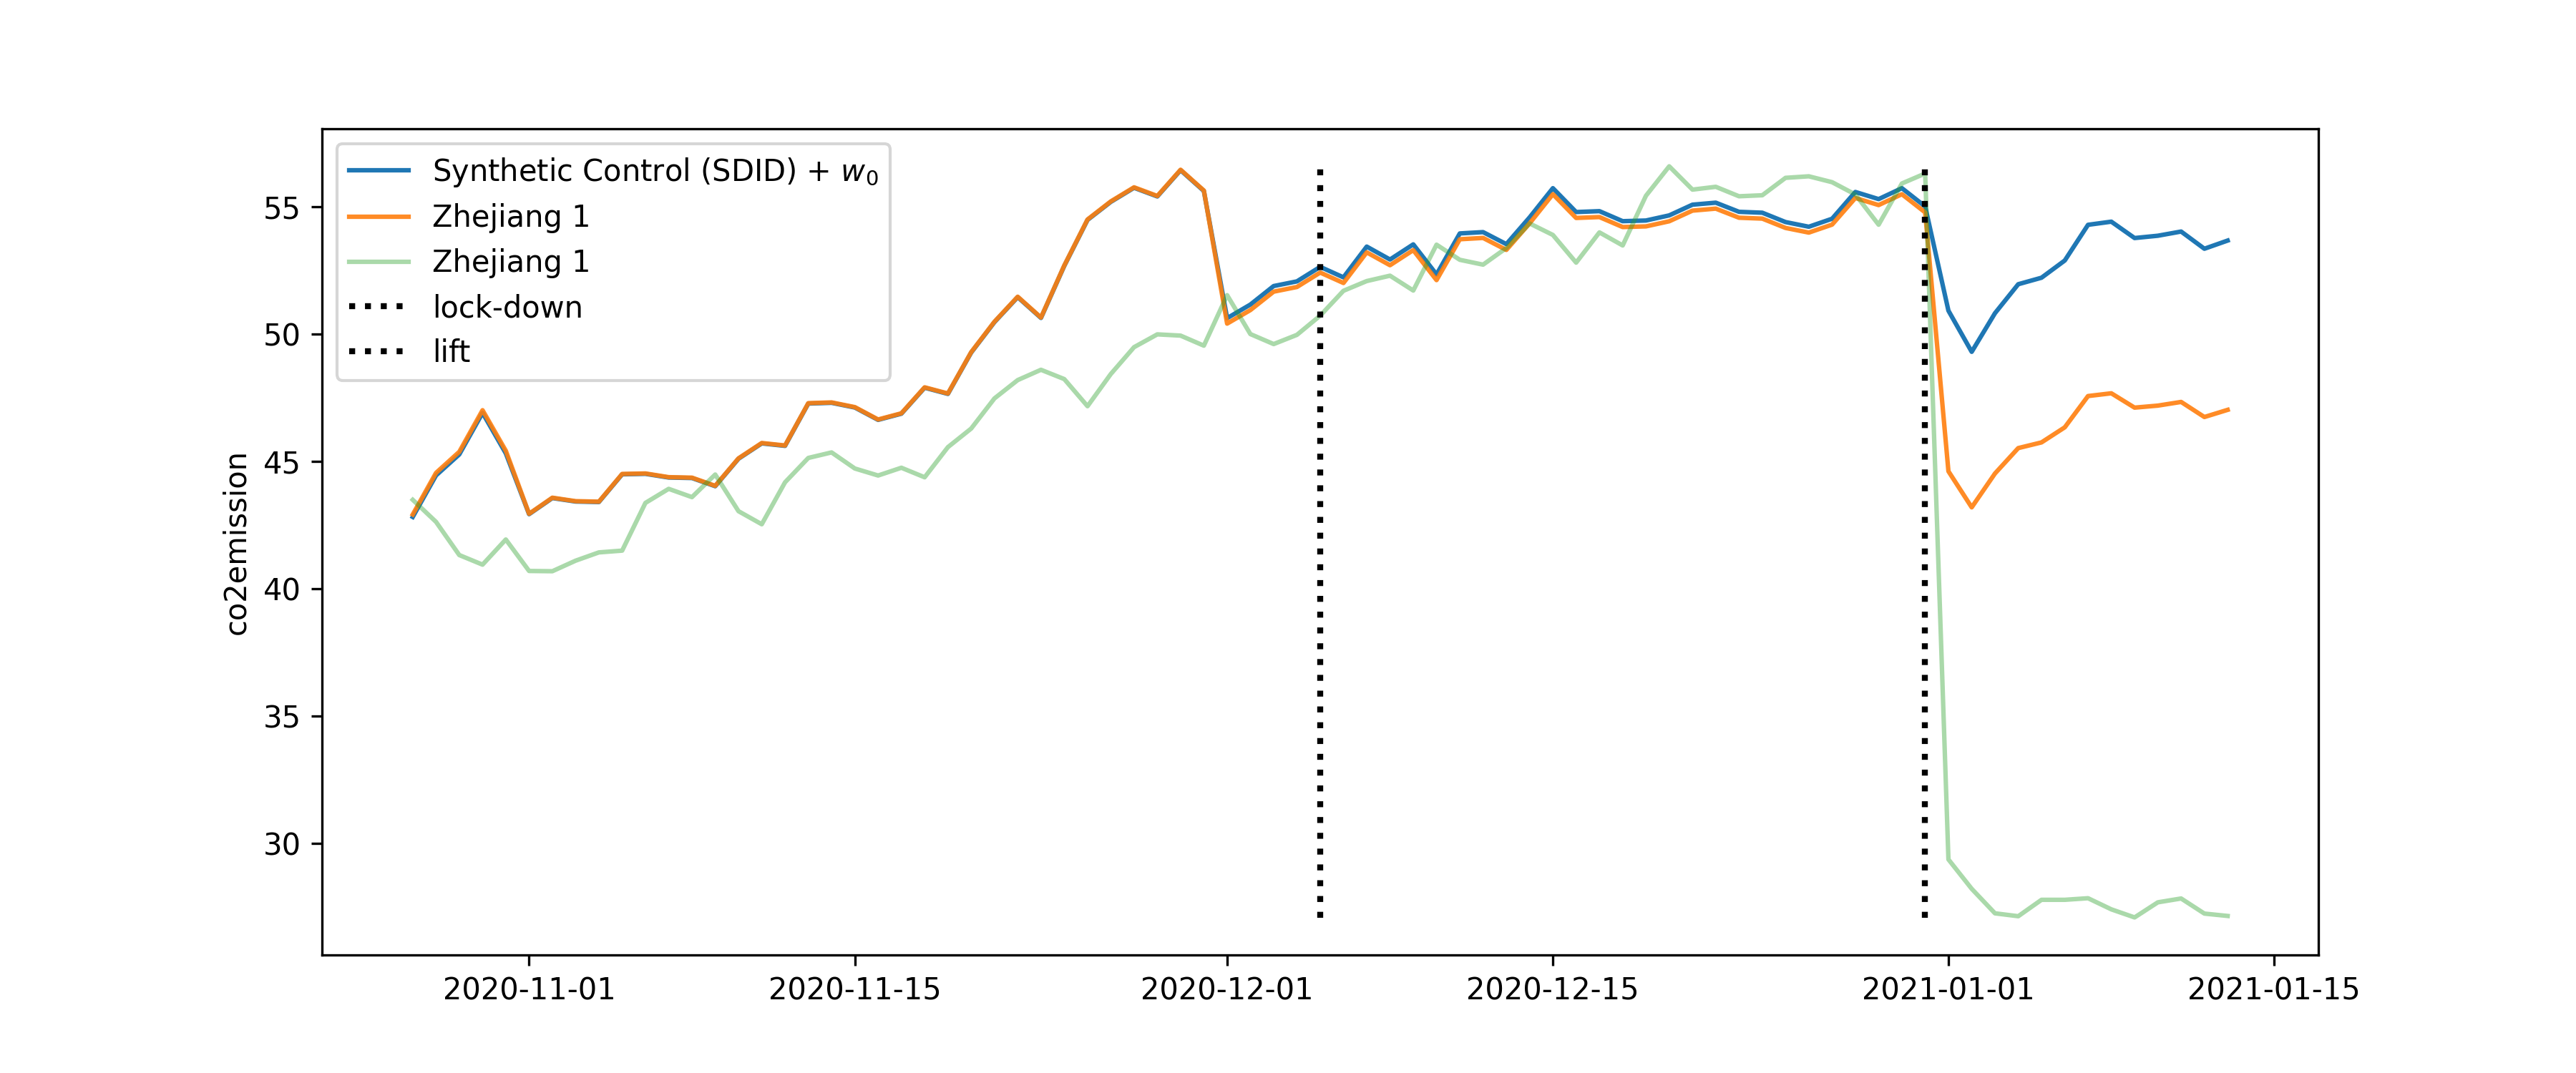 Synthetic Control (SDID) + w₀
Zhejiang 1
Zhejiang 1
lock-down
lift
co2emission
55
50
45
40
35
30
2020-11-01
2020-11-15
2020-12-01
2020-12-15
2021-01-01
2021-01-15